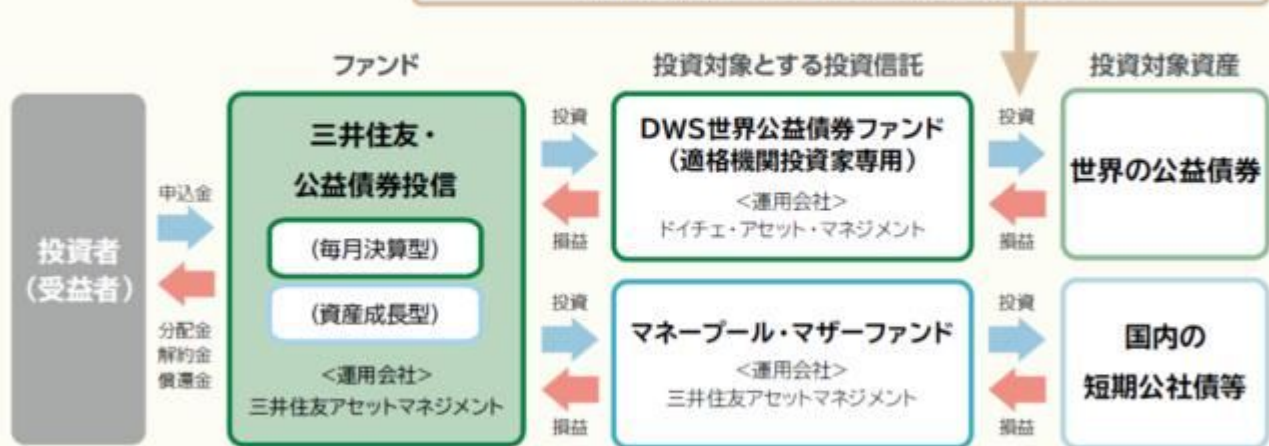 ファンド
投資対象とする投資信託
投資対象資産
投資者
（受益者）
申込金
分配金
解約金
償還金
三井住友・
公益債券投信
（毎月決算型）
（資産成長型）
＜運用会社＞
三井住友アセットマネジメント
投資
損益
DWS世界公益債券ファンド
（適格機関投資家専用）
＜運用会社＞
ドイチェ・アセット・マネジメント
投資
損益
世界の公益債券
投資
損益
マネープール・マザーファンド
＜運用会社＞
三井住友アセットマネジメント
投資
損益
国内の
短期公社債等